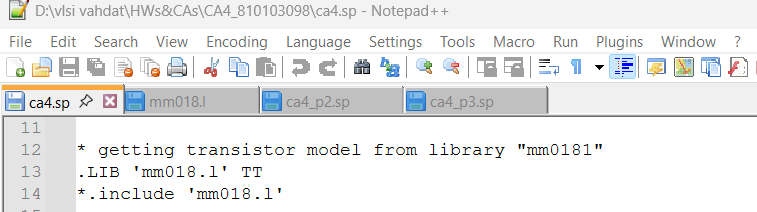 D:\vlsi vahdat\HWs&CAs\CA4_810103098\ca4.sp - Notepad++
File Edit Search View Encoding Language Settings Tools Macro Run Plugins Window ?
ca4.sp mm018.l ca4_p2.sp ca4_p3.sp
11
12 * getting transistor model from library "mm0181"
13 .LIB 'mm018.l' TT
14 *.include 'mm018.l'